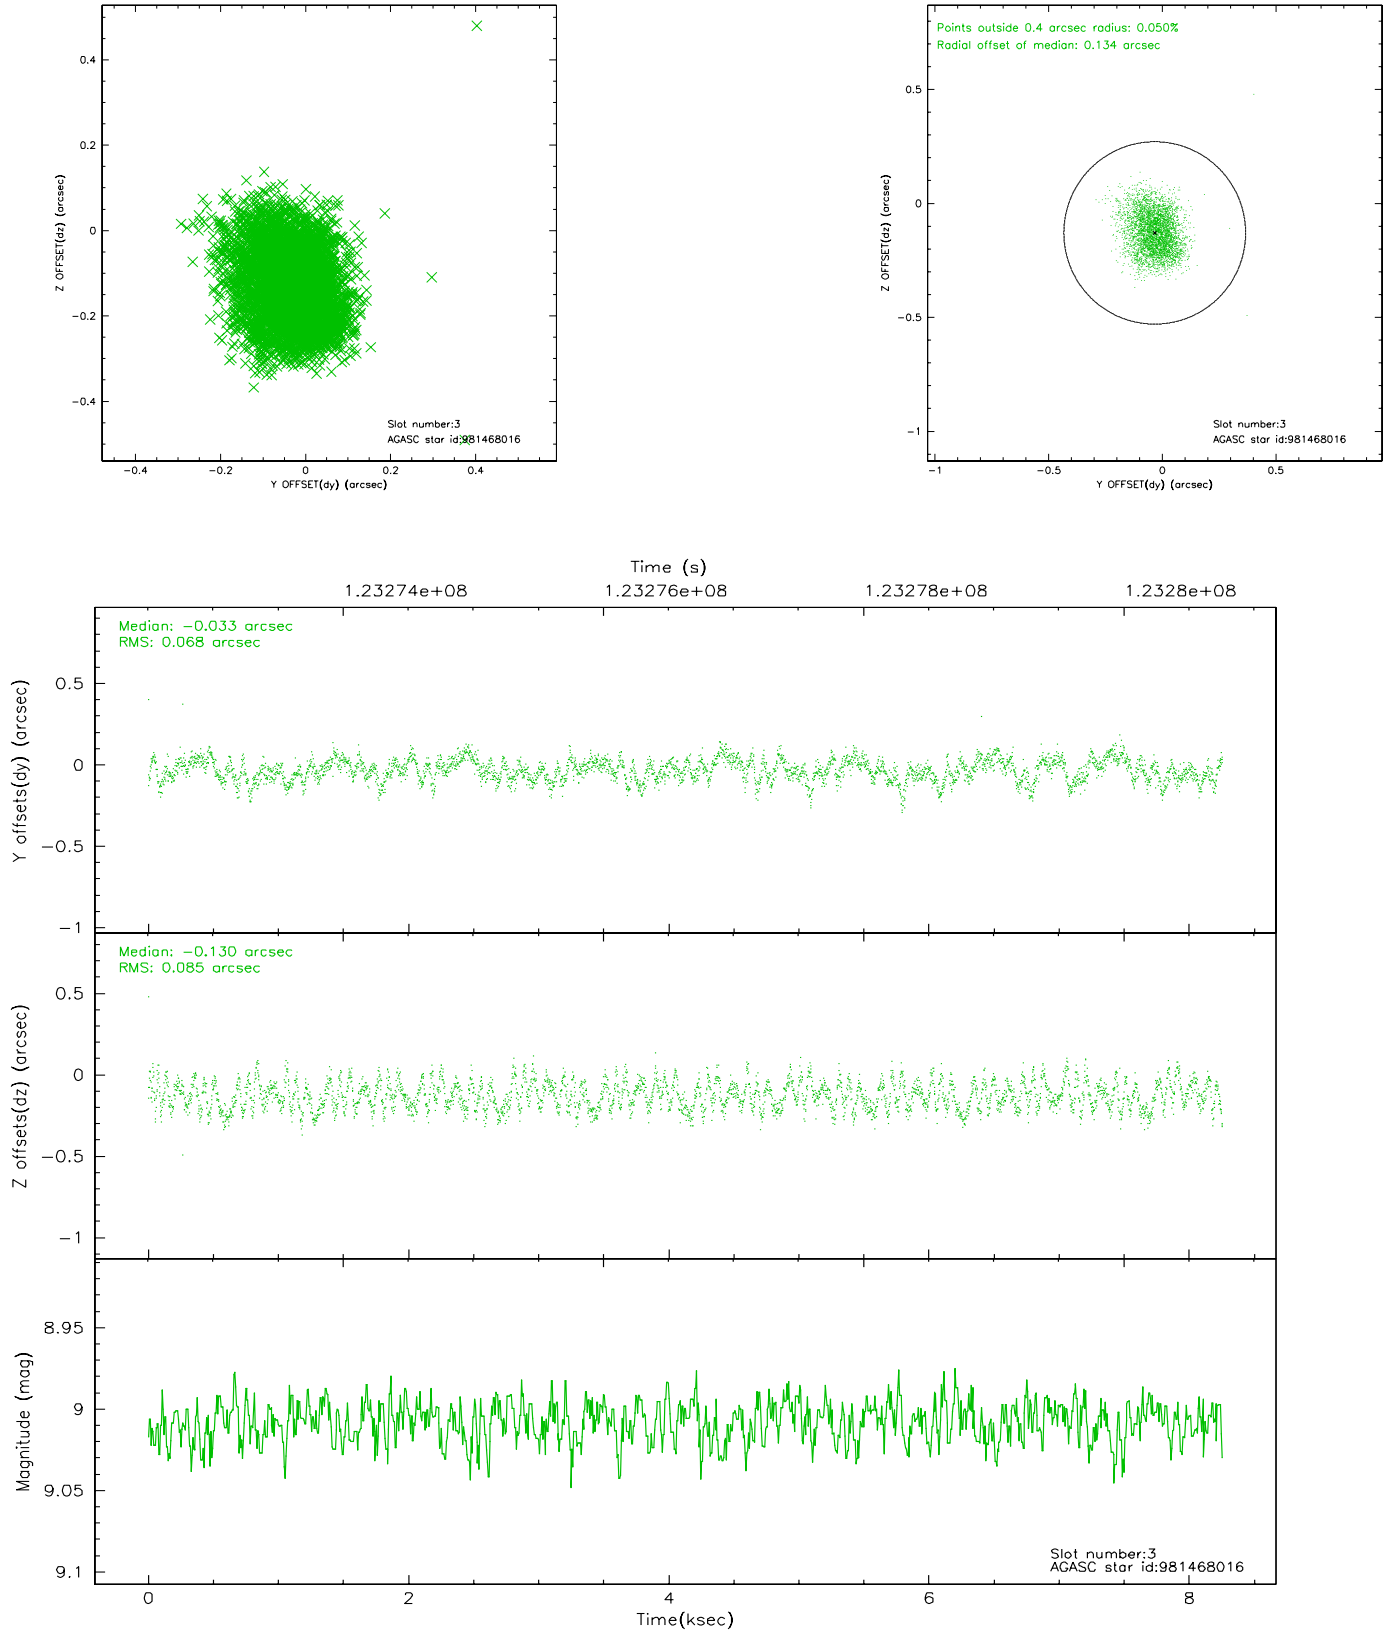 0.4
0.2
0
−0.2
−0.4
Z OFFSET(dz) (arcsec)
Slot number:3
AGASC star id:981468016
−0.4
−0.2
0
0.2
0.4
Y OFFSET(dy) (arcsec)
Points outside 0.4 arcsec radius: 0.050%
Radial offset of median: 0.134 arcsec
0.5
0
−0.5
−1
Z OFFSET(dz) (arcsec)
Slot number:3
AGASC star id:981468016
−1
−0.5
0
0.5
Y OFFSET(dy) (arcsec)
Time (s)
1.23274e+08
1.23276e+08
1.23278e+08
1.2328e+08
Median: −0.033 arcsec
RMS: 0.068 arcsec
0.5
0
−0.5
−1
Y offsets(dy) (arcsec)
Median: −0.130 arcsec
RMS: 0.085 arcsec
0.5
0
−0.5
−1
Z offsets(dz) (arcsec)
8.95
9
9.05
9.1
Magnitude (mag)
Slot number:3
AGASC star id:981468016
0
2
4
6
8
Time(ksec)